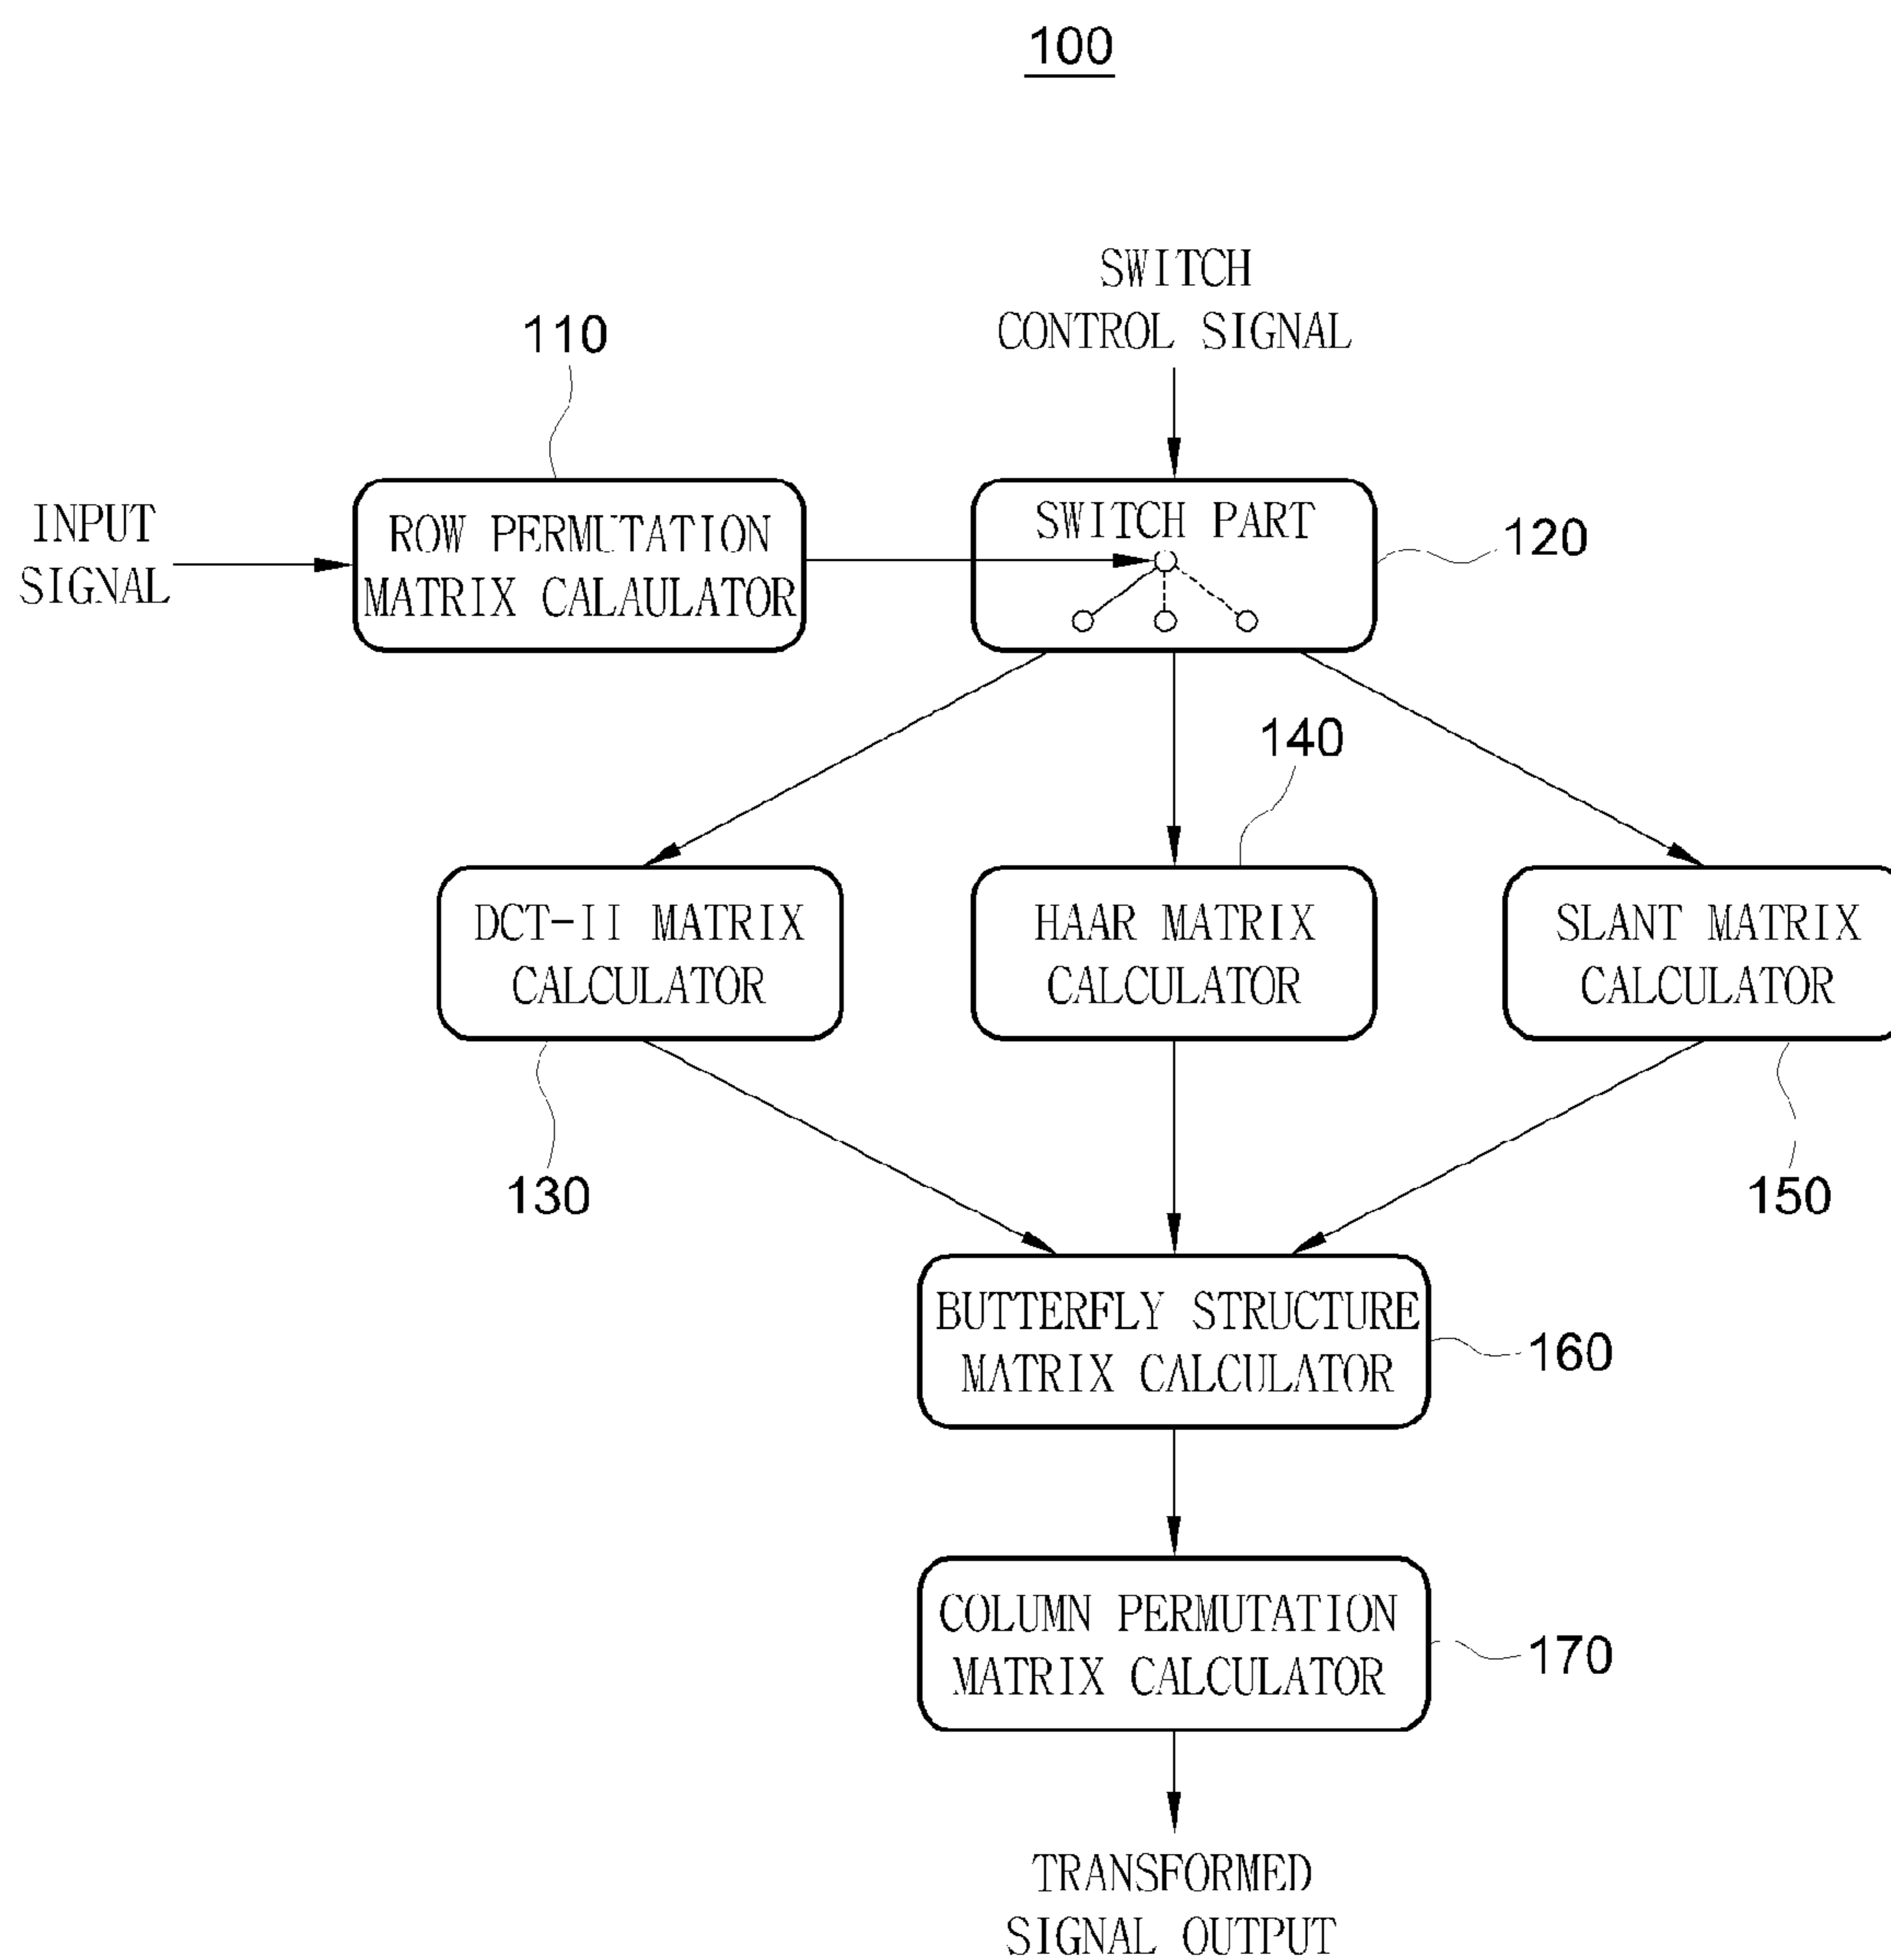 100
SWITCH
CONTROL SIGNAL
110
INPUT
SIGNAL
ROW PERMUTATION
MATRIX CALAULATOR
SWITCH PART
120
140
DCT-II MATRIX
CALCULATOR
HAAR MATRIX
CALCULATOR
SLANT MATRIX
CALCULATOR
130
150
BUTTERFLY STRUCTURE
MATRIX CALCULATOR
160
COLUMN PERMUTATION
MATRIX CALCULATOR
170
TRANSFORMED
SIGNAL OUTPUT